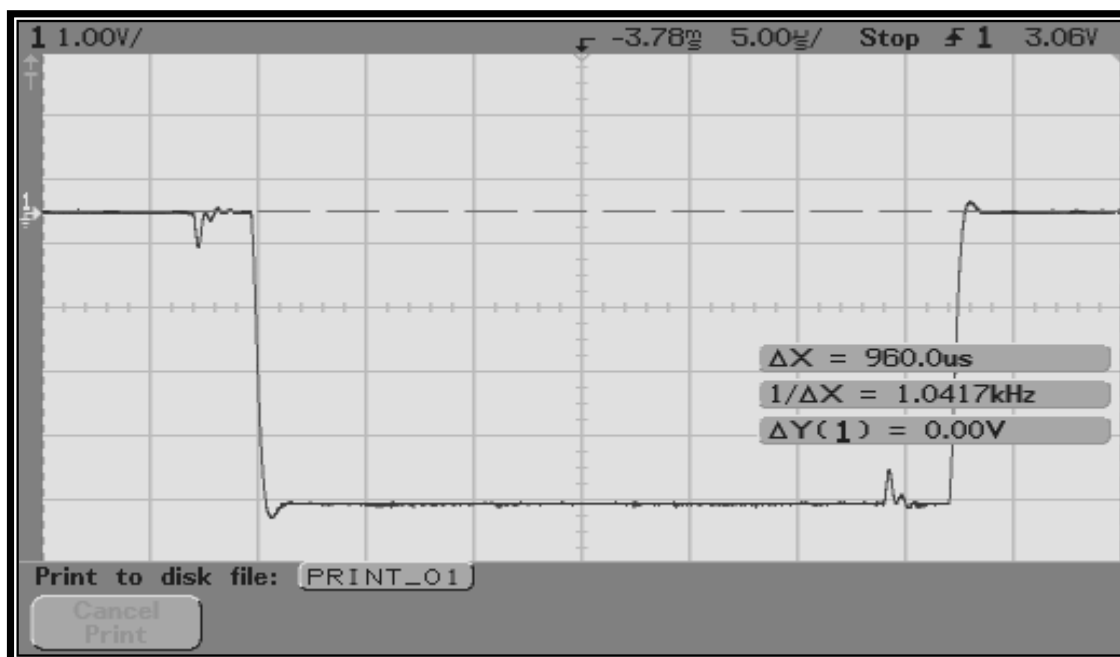 1 1.00V/ -3.78ms 5.00us/ Stop 1 3.06V
T
1
ΔX = 960.0us
1/ΔX = 1.0417kHz
ΔY(1) = 0.00V
Print to disk file: PRINT_01
Cancel
Print